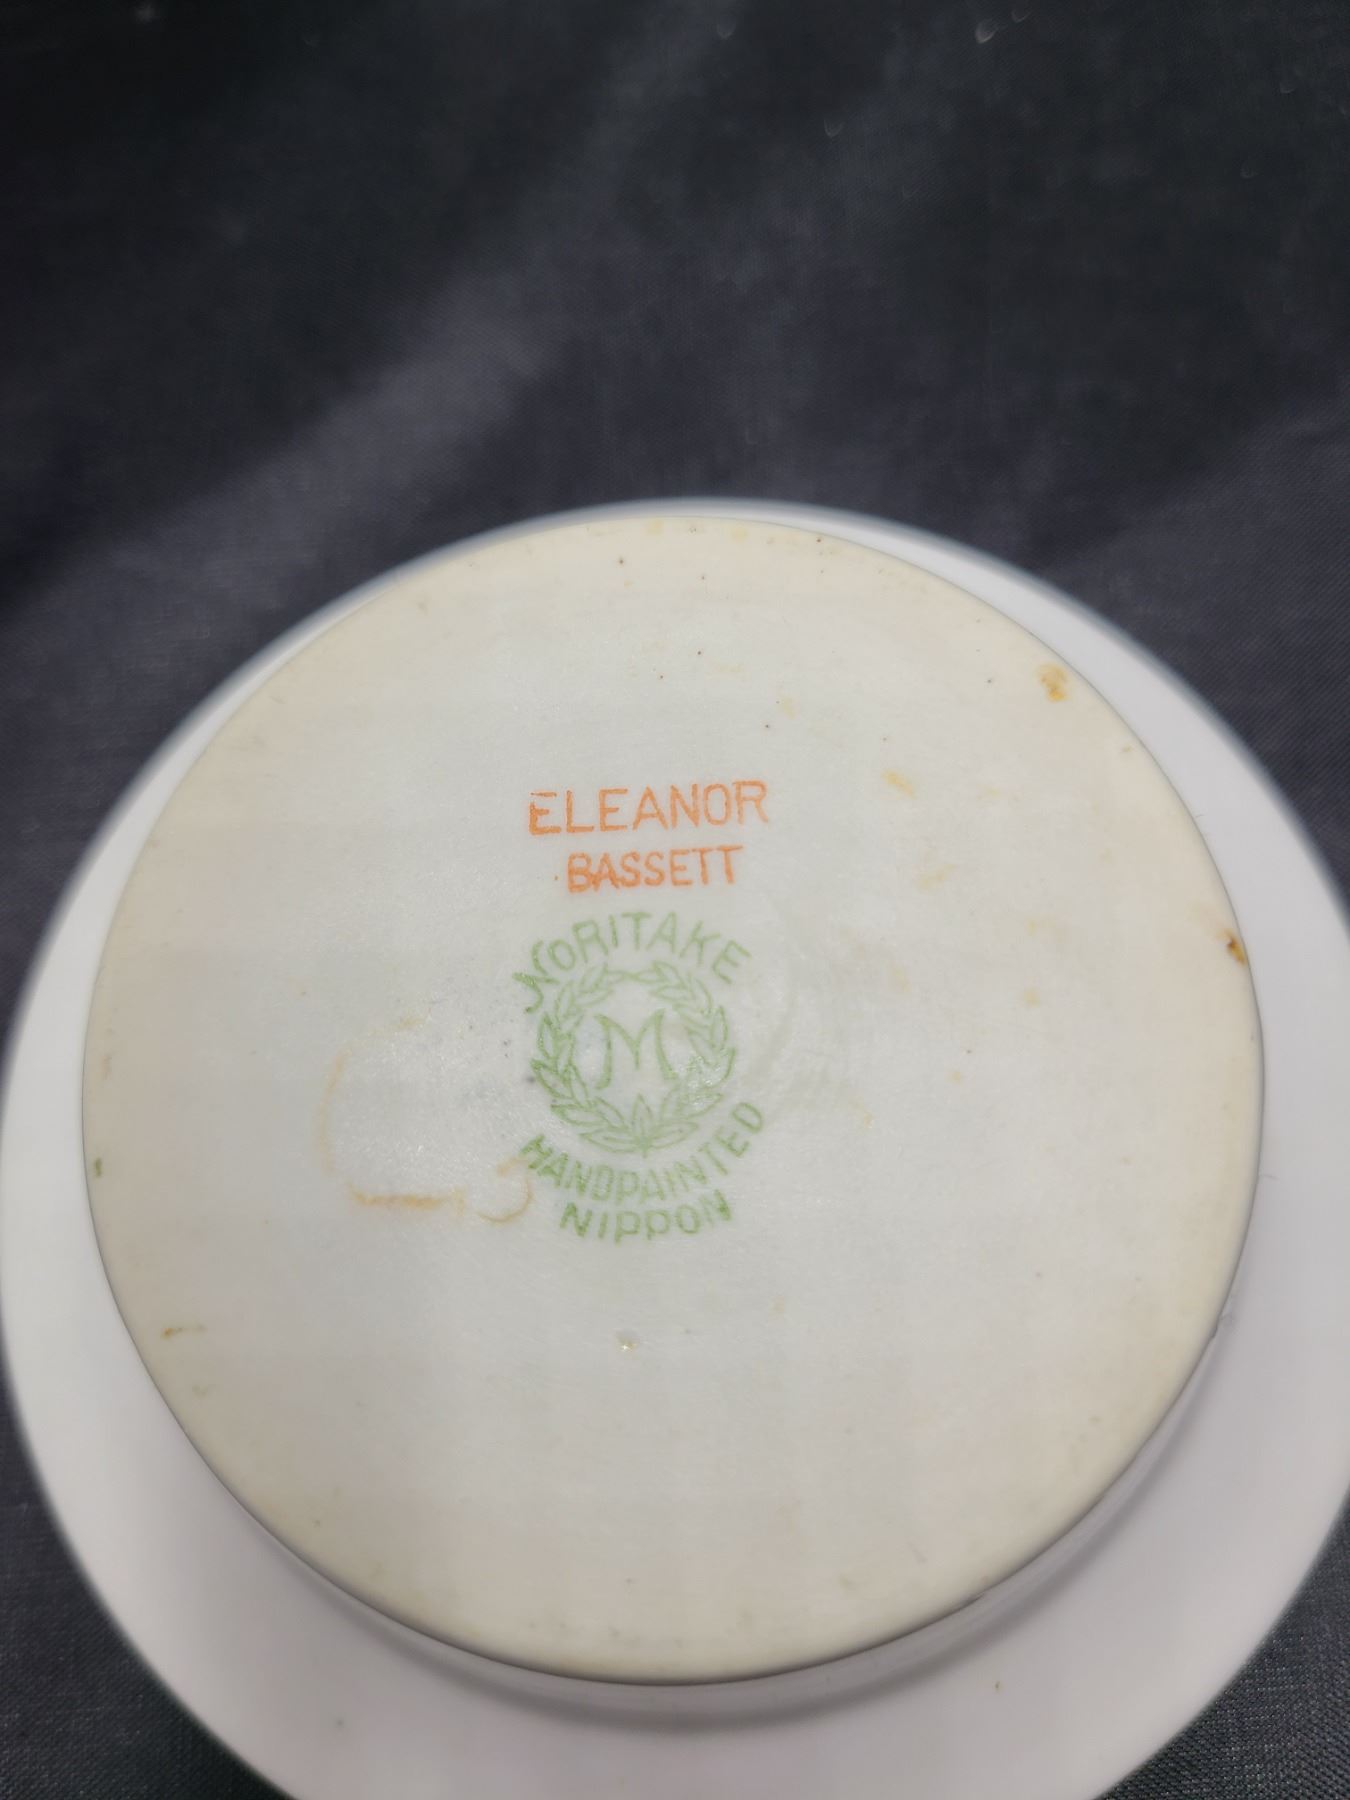 ELEANOR
BASSETT
NORITAKE
M
HANDPAINTED
NIPPON